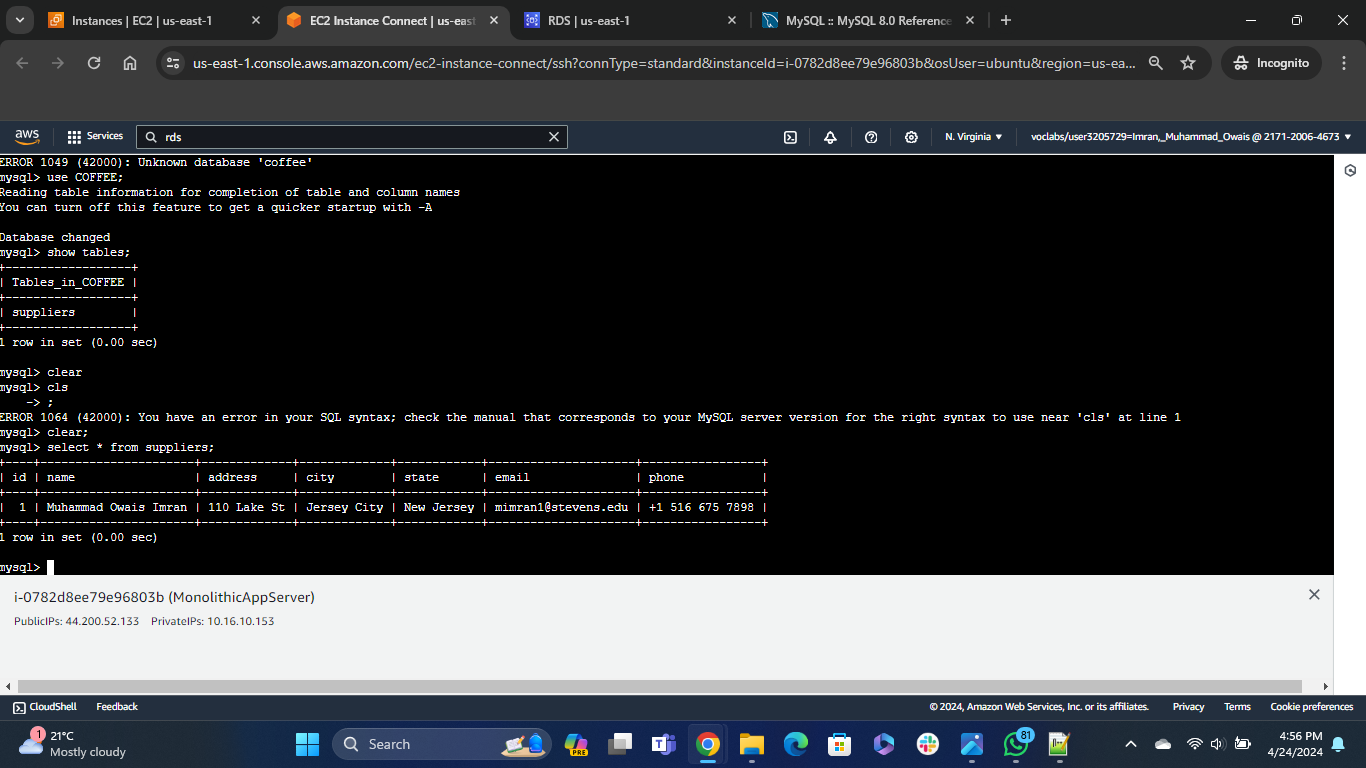 Instances | EC2 | us-east-1
EC2 Instance Connect | us-eas
RDS | us-east-1
MySQL :: MySQL 8.0 Reference
us-east-1.console.aws.amazon.com/ec2-instance-connect/ssh?connType=standard&instanceId=i-0782d8ee79e96803b&osUser=ubuntu&region=us-ea...
Incognito
aws
Services
rds
N. Virginia
voclabs/user3205729=Imran,_Muhammad_Owais @ 2171-2006-4673
ERROR 1049 (42000): Unknown database 'coffee'
mysql> use COFFEE;
Reading table information for completion of table and column names
You can turn off this feature to get a quicker startup with -A
Database changed
mysql> show tables;
+------------------+
| Tables_in_COFFEE |
+------------------+
| suppliers        |
+------------------+
1 row in set (0.00 sec)
mysql> clear
mysql> cls
    -> ;
ERROR 1064 (42000): You have an error in your SQL syntax; check the manual that corresponds to your MySQL server version for the right syntax to use near 'cls' at line 1
mysql> clear;
mysql> select * from suppliers;
+----+----------------------+-------------+-------------+------------+---------------------+-----------------+
| id | name                 | address     | city        | state      | email               | phone           |
+----+----------------------+-------------+-------------+------------+---------------------+-----------------+
|  1 | Muhammad Owais Imran | 110 Lake St | Jersey City | New Jersey | mimran1@stevens.edu | +1 516 675 7898 |
+----+----------------------+-------------+-------------+------------+---------------------+-----------------+
1 row in set (0.00 sec)
mysql>
i-0782d8ee79e96803b (MonolithicAppServer)
PublicIPs: 44.200.52.133 PrivateIPs: 10.16.10.153
CloudShell
Feedback
© 2024, Amazon Web Services, Inc. or its affiliates.
Privacy
Terms
Cookie preferences
1
21°C
Mostly cloudy
Search
PRE
81
4:56 PM
4/24/2024